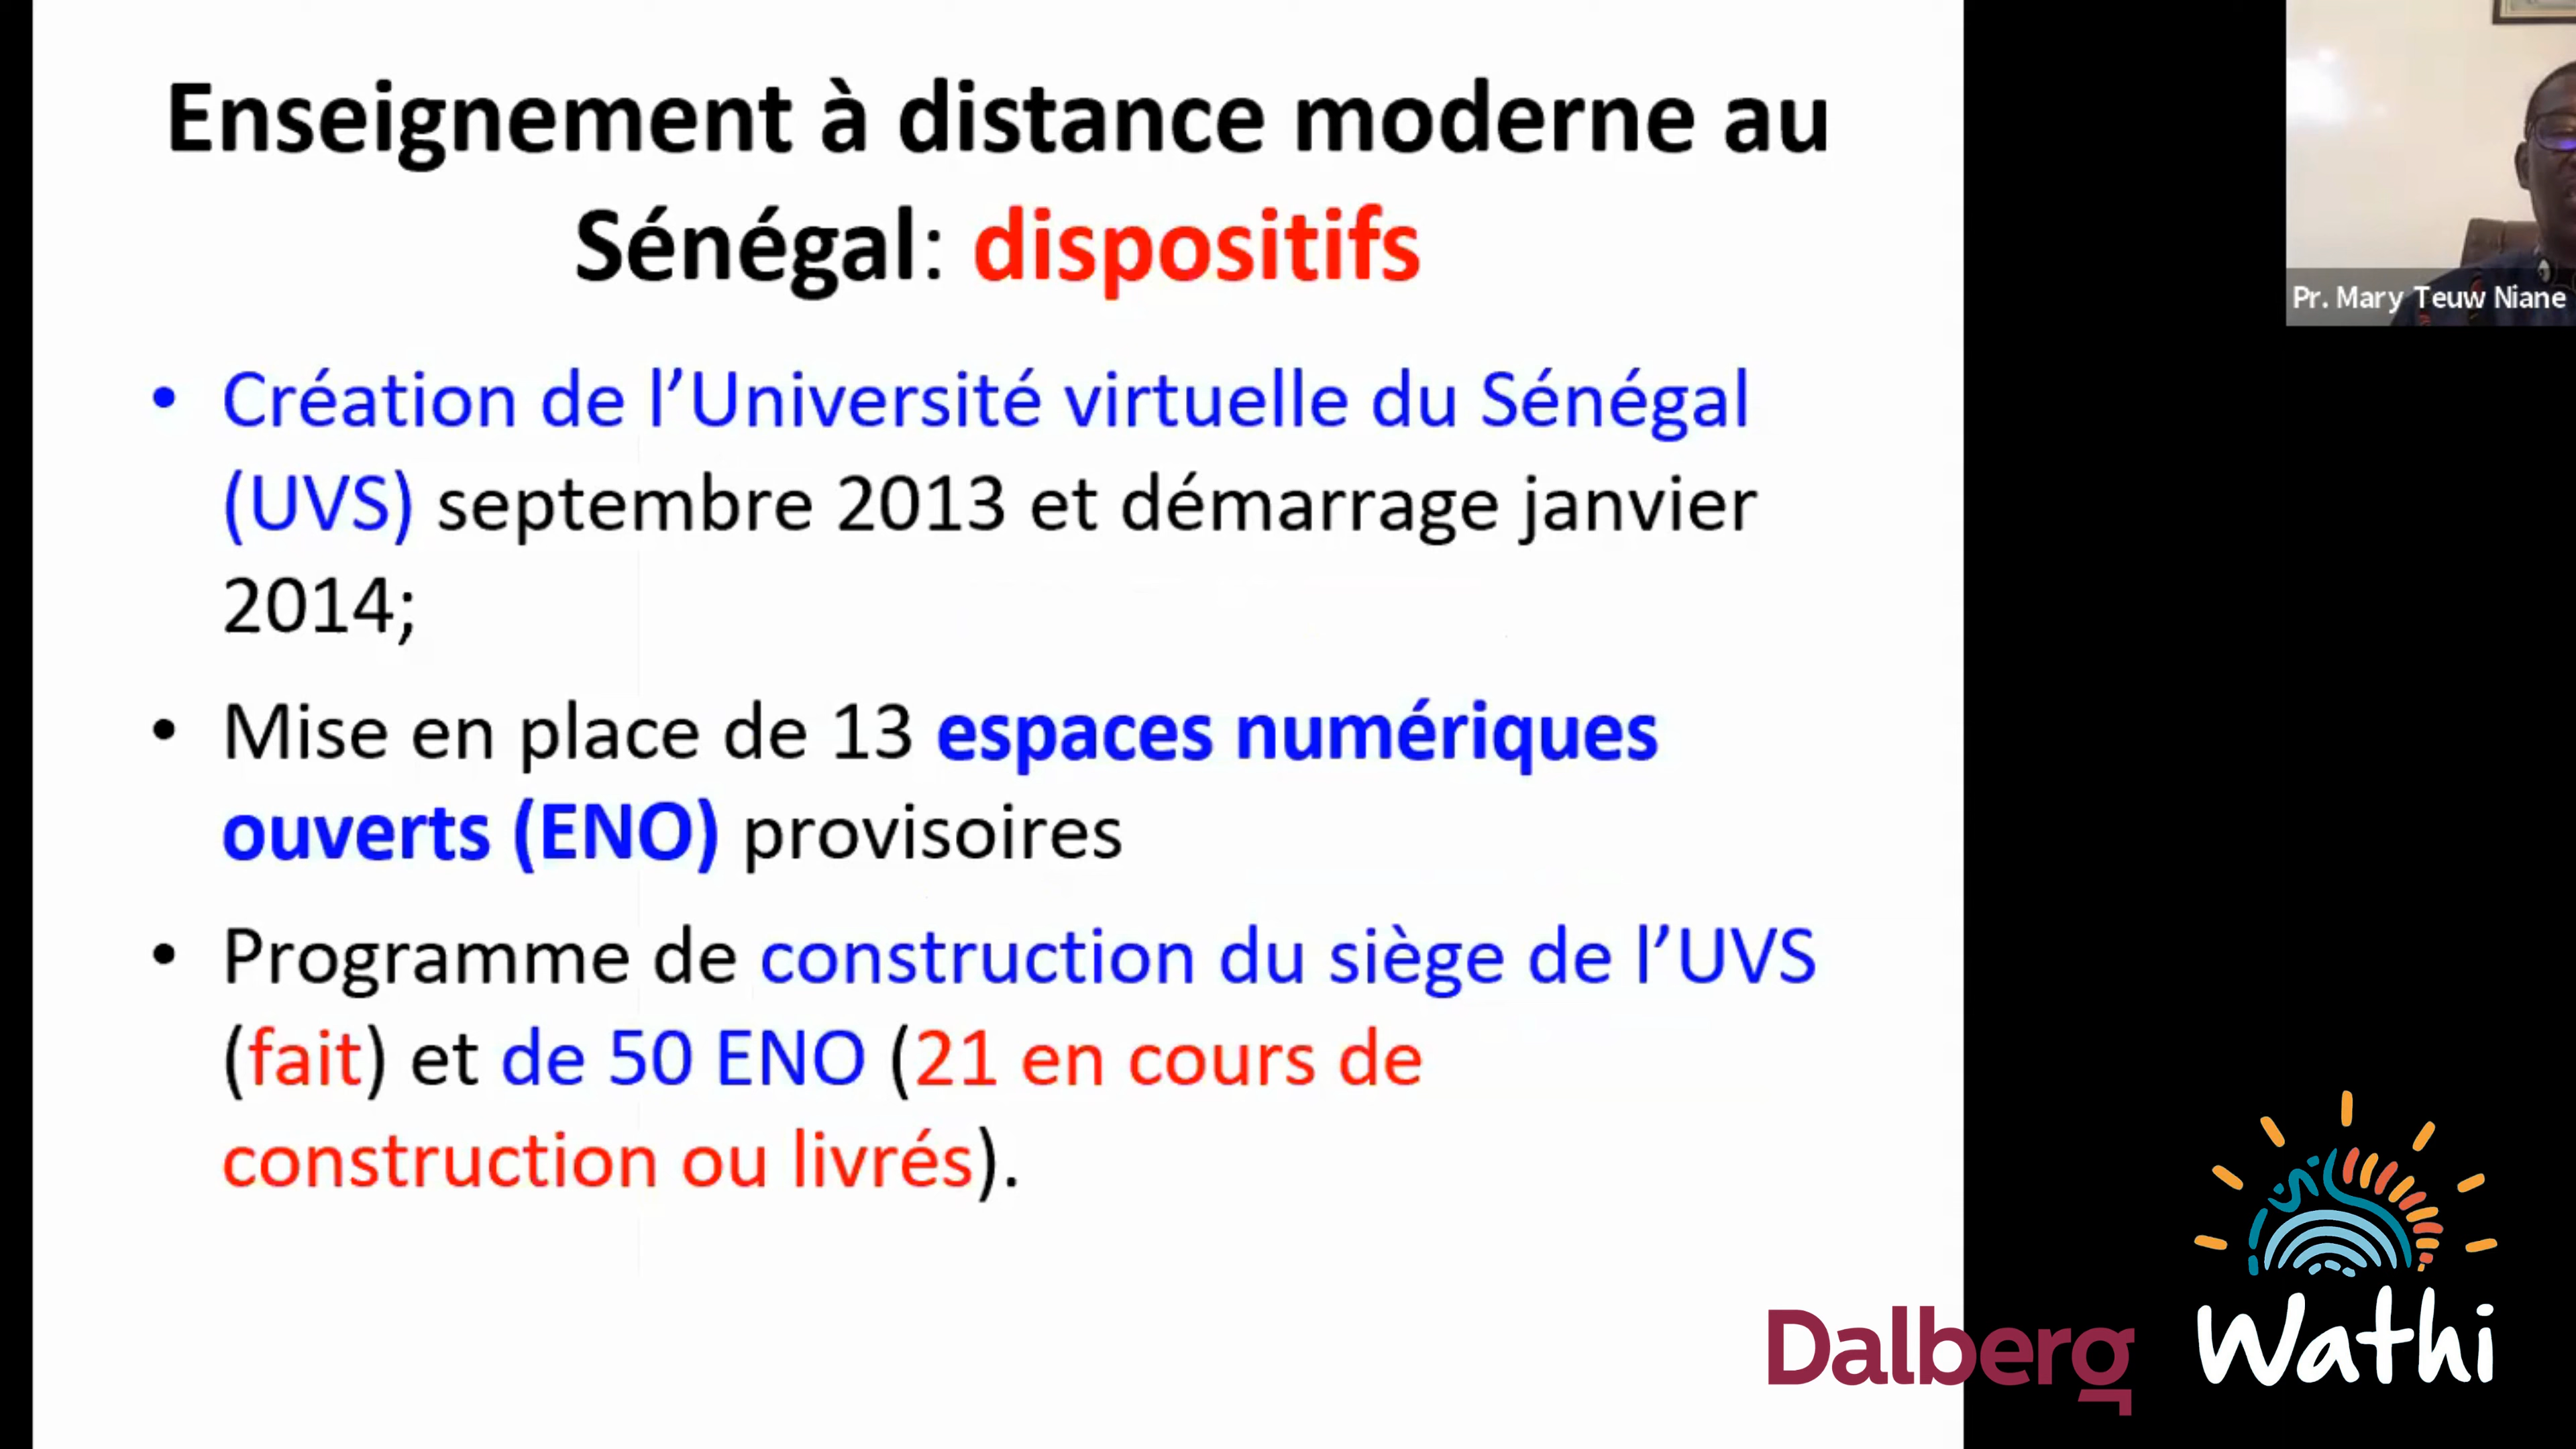 Enseignement à distance moderne au
Sénégal: dispositifs
• Création de l’Université virtuelle du Sénégal
(UVS) septembre 2013 et démarrage janvier
2014;
• Mise en place de 13 espaces numériques
ouverts (ENO) provisoires
• Programme de construction du siège de l’UVS
(fait) et de 50 ENO (21 en cours de
construction ou livrés).
Pr. Mary Teuw Niane
Dalberg
Wathi